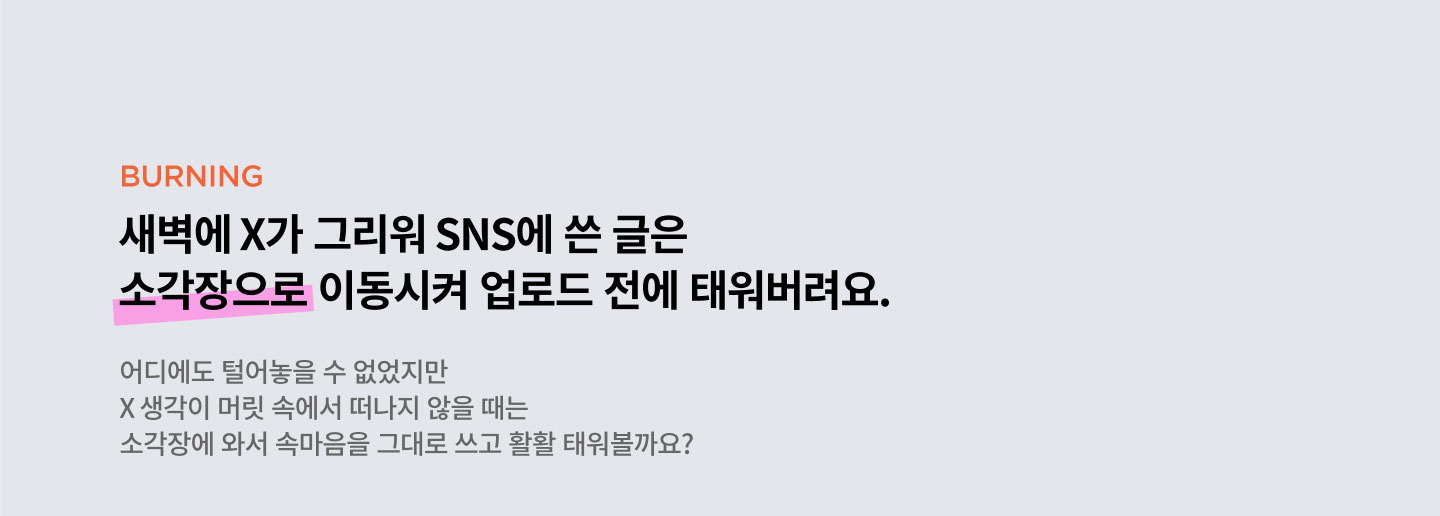 BURNING
새벽에 X가 그리워 SNS에 쓴 글은
소각장으로 이동시켜 업로드 전에 태워버려요.
어디에도 털어놓을 수 없었지만
X 생각이 머릿 속에서 떠나지 않을 때는
소각장에 와서 속마음을 그대로 쓰고 활활 태워볼까요?